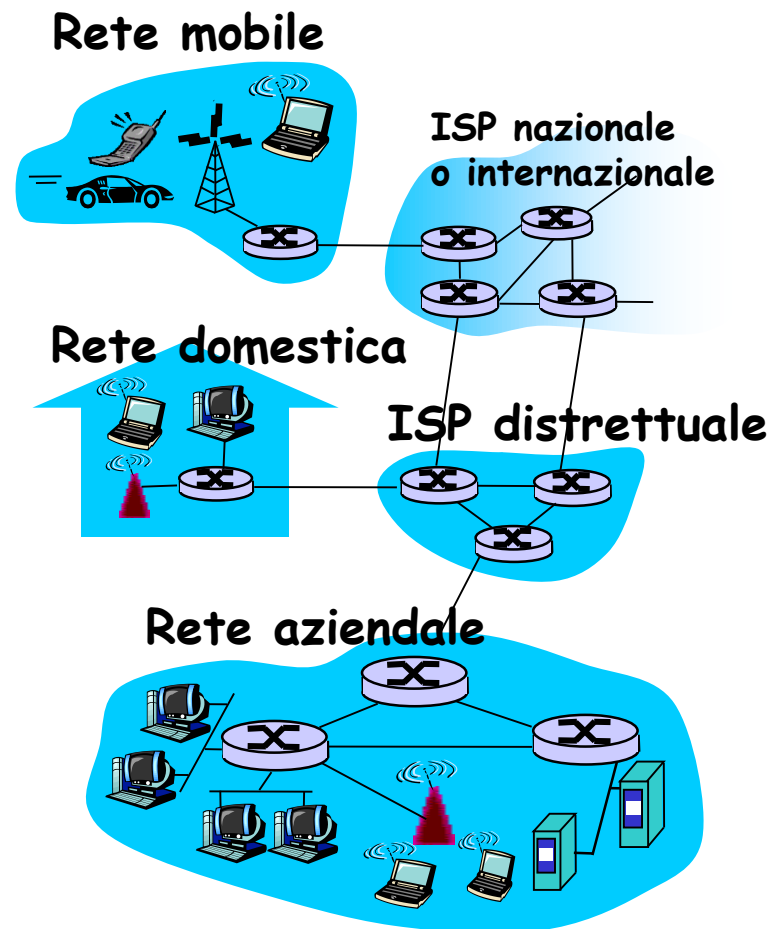 Rete mobile
ISP nazionale
o internazionale
Rete domestica
ISP distrettuale
Rete aziendale